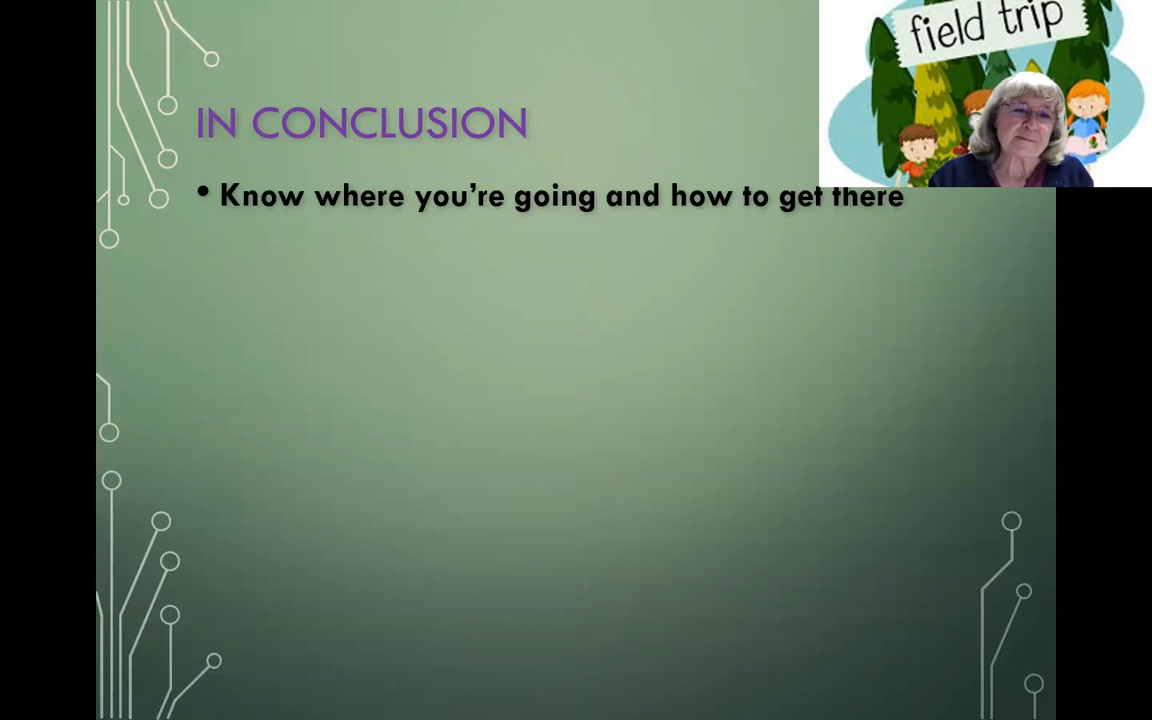 field trip
IN CONCLUSION
• Know where you're going and how to get there